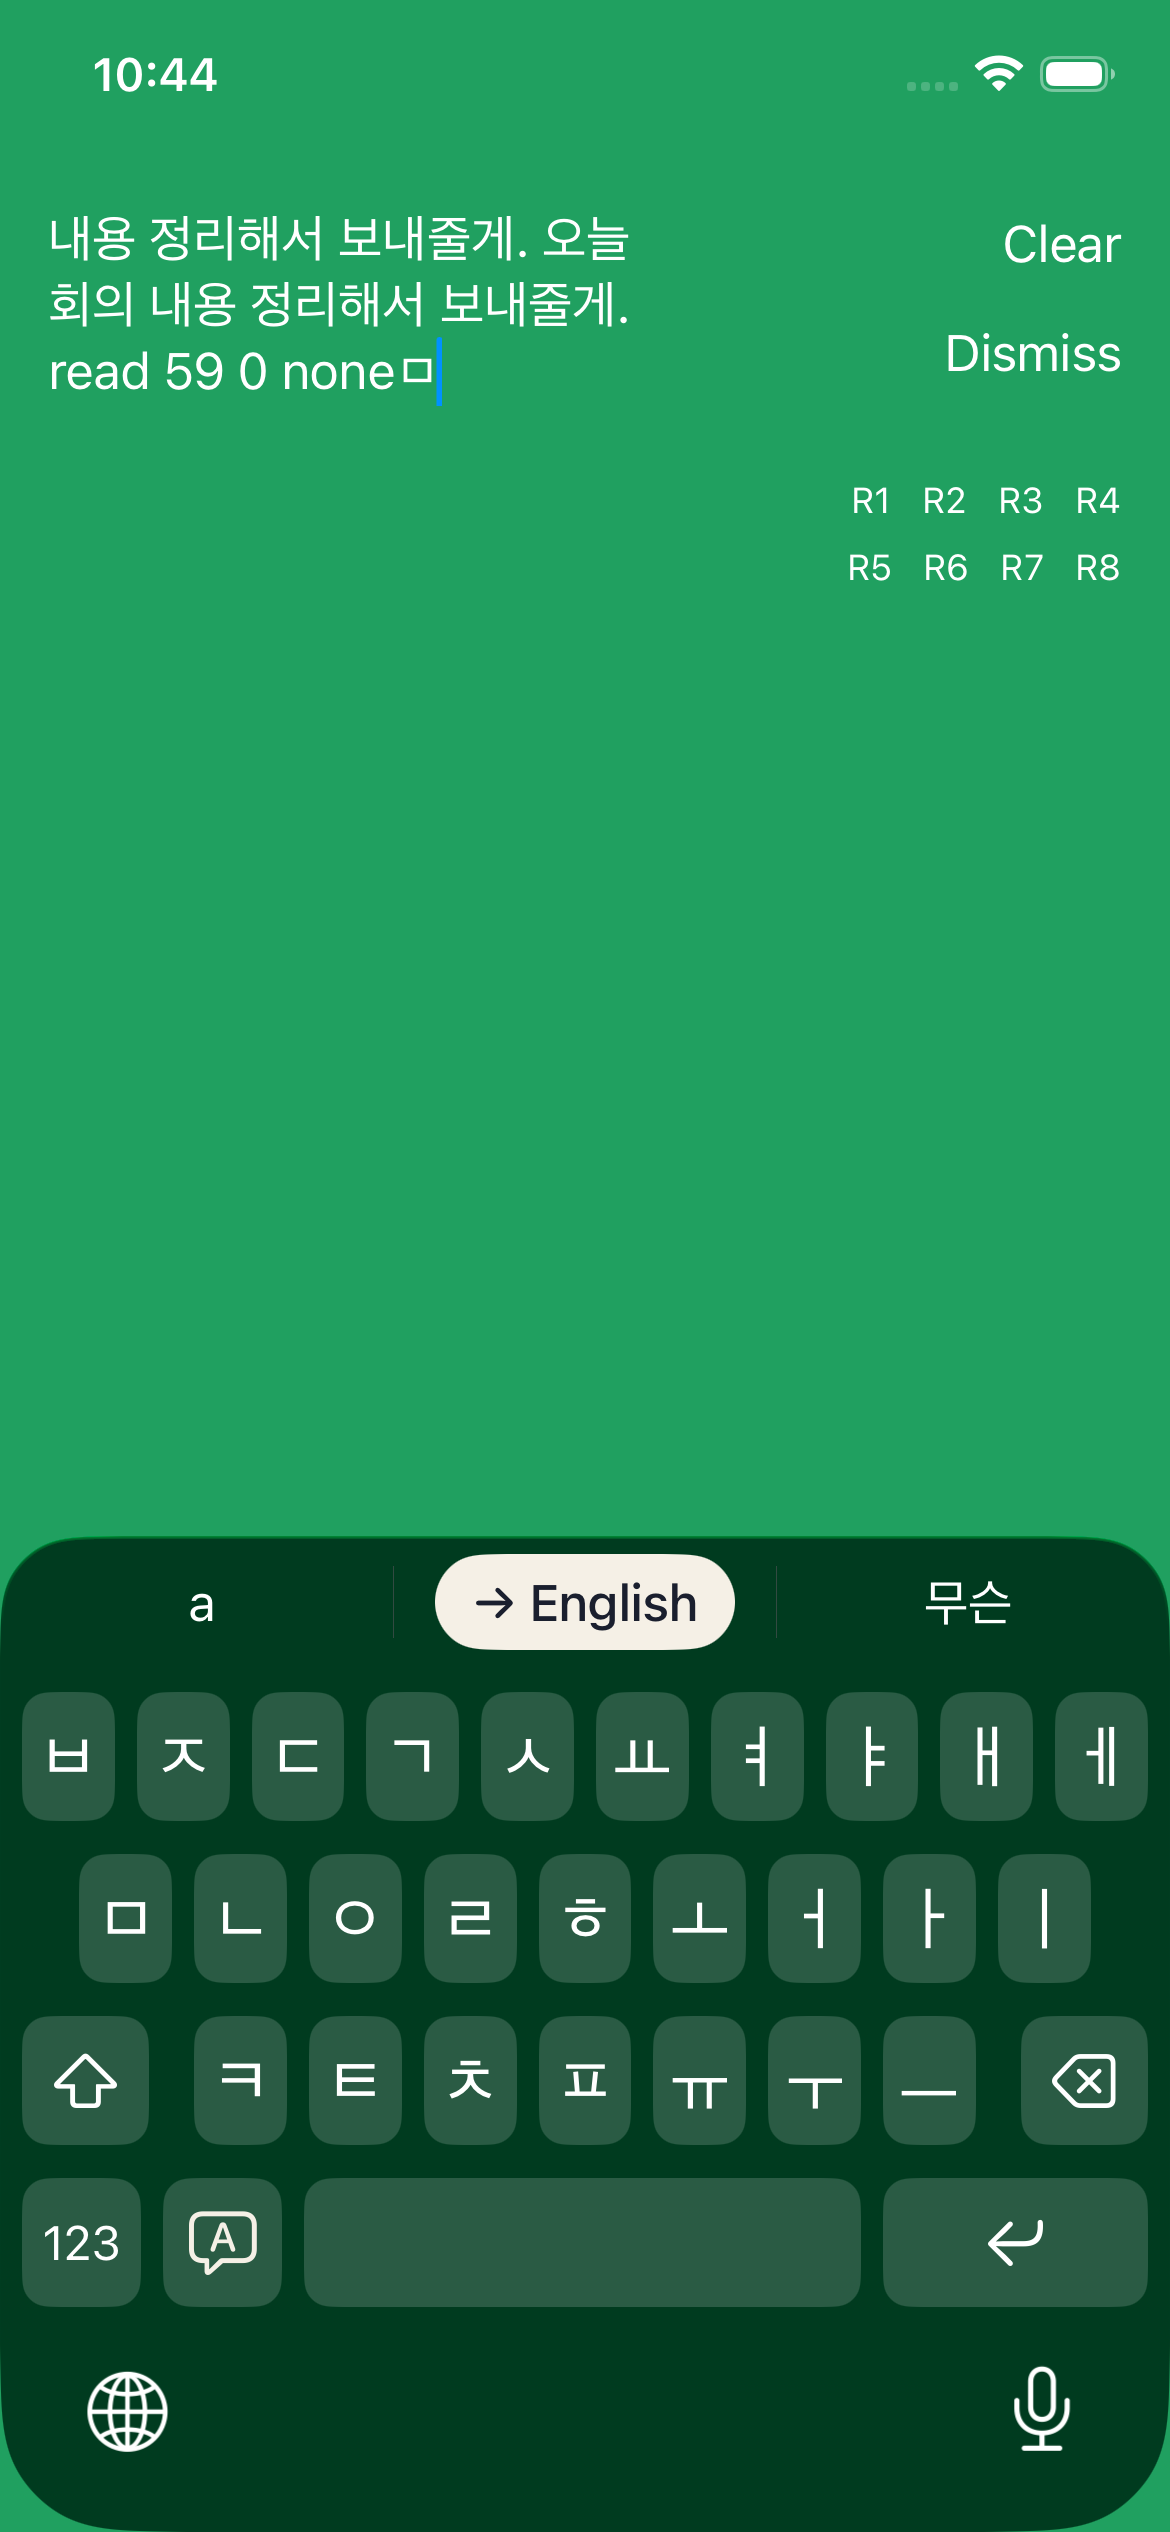 10:44
내용 정리해서 보내줄게. 오늘
회의 내용 정리해서 보내줄게.
read 59 0 noneㅁ
Clear
Dismiss
R1 R2 R3 R4
R5 R6 R7 R8
a → English 무슨
ㅂ ㅈ ㄷ ㄱ ㅅ ㅛ ㅕ ㅑ ㅐ ㅔ
ㅁ ㄴ ㅇ ㄹ ㅎ ㅗ ㅓ ㅏ ㅣ
ㅋ ㅌ ㅊ ㅍ ㅠ ㅜ ㅡ
123 A